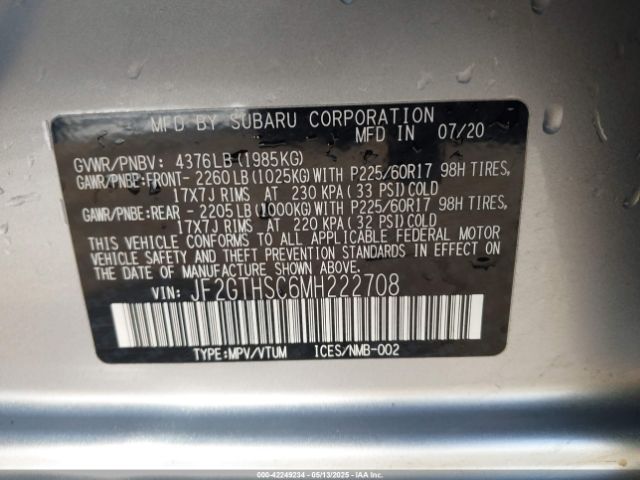 MFD BY SUBARU CORPORATION
MFD IN 07/20
GVWR/PNBV: 4376LB(1985KG)
GAWR/PNBE:FRONT- 2260LB(1025KG)WITH P225/60R17 98H TIRES,
17X7J RIMS AT 230 KPA(33 PSI)COLD
GAWR/PNBE:REAR - 2205LB(1000KG)WITH P225/60R17 98H TIRES,
17X7J RIMS AT 220 KPA(32 PSI)COLD
THIS VEHICLE CONFORMS TO ALL APPLICABLE FEDERAL MOTOR
VEHICLE SAFETY AND THEFT PREVENTION STANDARDS IN EFFECT ON
THE DATE OF MANUFACTURE SHOWN ABOVE.
VIN: JF2GTHSC6MH222708
TYPE:MPV/VTUM ICES/NMB-002
000-42249234 - 05/13/2025 - IAAI.COM